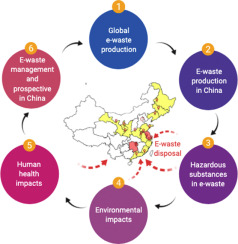 1
Global
e-waste
production
2
E-waste
production
in China
3
Hazardous
substances
in e-waste
4
Environmental
impacts
5
Human
health
impacts
6
E-waste
management
and
prospective
in China
E-waste
disposal